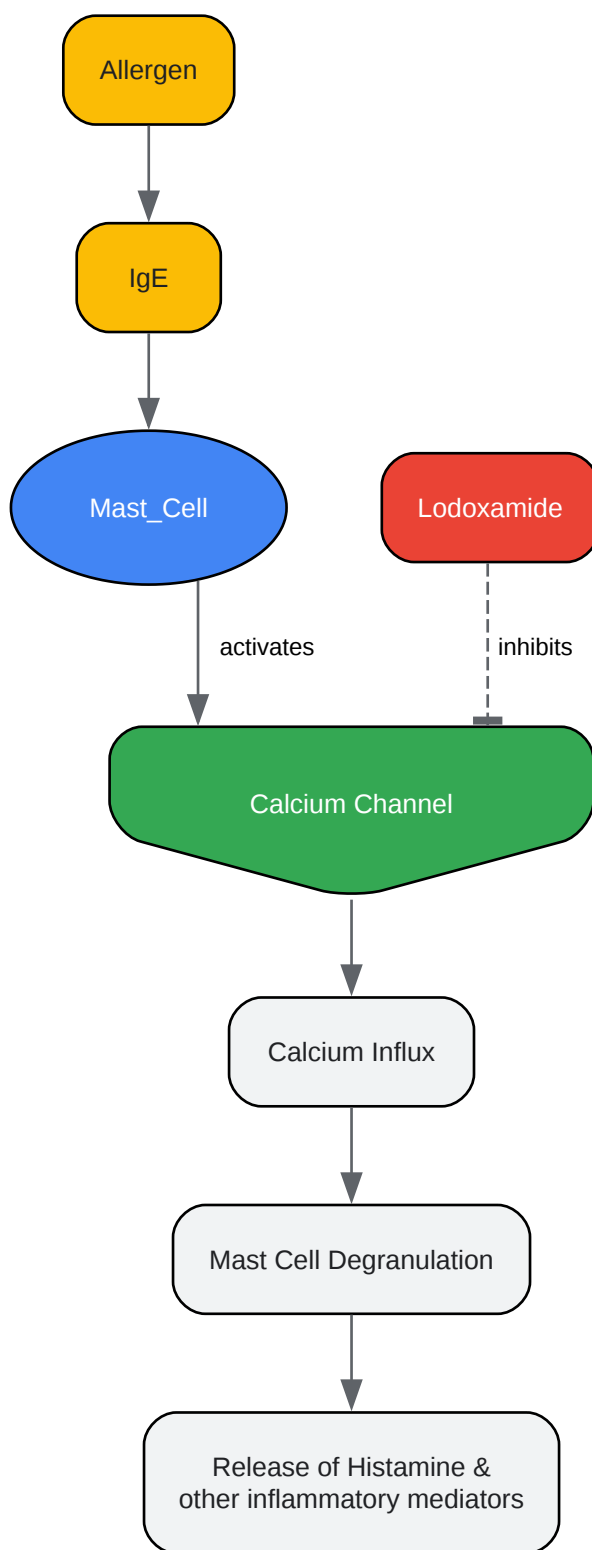 Allergen
IgE
Mast_Cell
Lodoxamide
activates
inhibits
Calcium Channel
Calcium Influx
Mast Cell Degranulation
Release of Histamine &
other inflammatory mediators